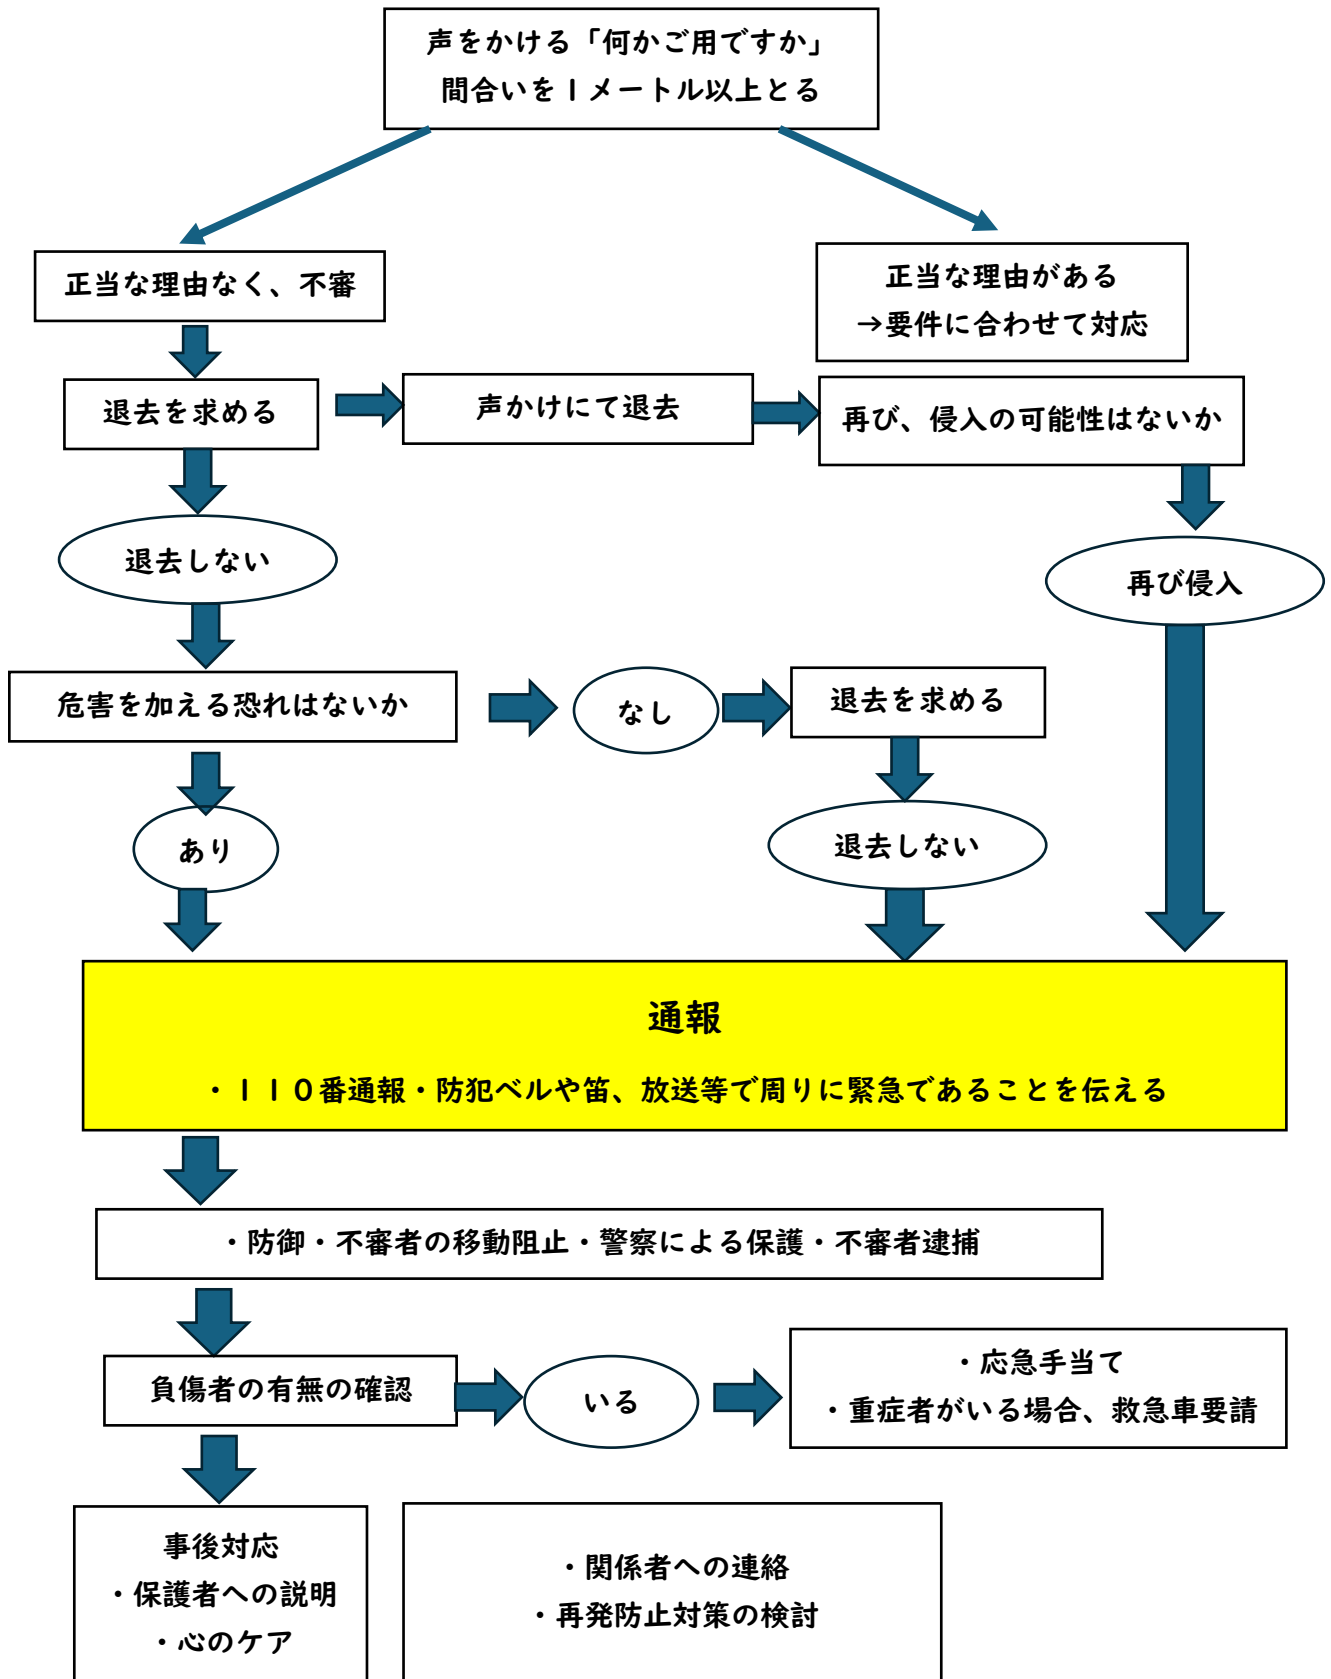 声をかける「何かご用ですか」
間合いを1メートル以上とる
正当な理由なく、不審
正当な理由がある
→要件に合わせて対応
退去を求める
声かけにて退去
再び、侵入の可能性はないか
退去しない
再び侵入
危害を加える恐れはないか
なし
退去を求める
あり
退去しない
通報
・110番通報・防犯ベルや笛、放送等で周りに緊急であることを伝える
・防御・不審者の移動阻止・警察による保護・不審者逮捕
負傷者の有無の確認
いる
・応急手当て
・重症者がいる場合、救急車要請
事後対応
・保護者への説明
・心のケア
・関係者への連絡
・再発防止対策の検討